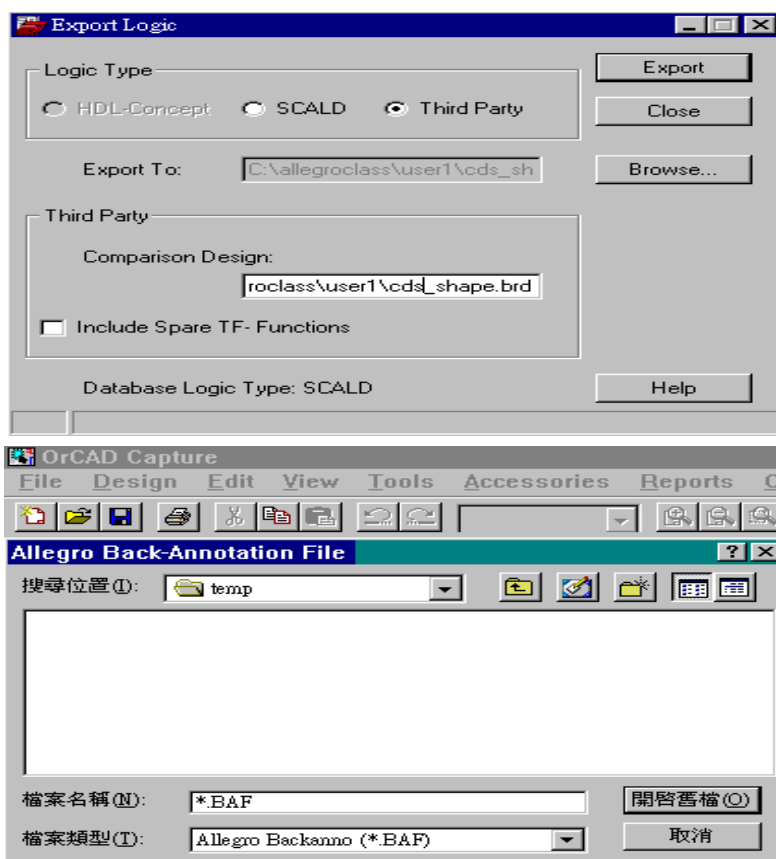 Export Logic
Logic Type
HDL-Concept SCALD Third Party
Export
Close
Export To: C:\allegroclass\user1\cds_sh
Browse...
Third Party
Comparison Design:
roclass\user1\cds_shape.brd
Include Spare TF- Functions
Database Logic Type: SCALD
Help
OrCAD Capture
File Design Edit View Tools Accessories Reports
Allegro Back-Annotation File
搜尋位置(I): temp
檔案名稱(N): *.BAF
開啓舊檔(O)
檔案類型(T): Allegro Backanno (*.BAF)
取消